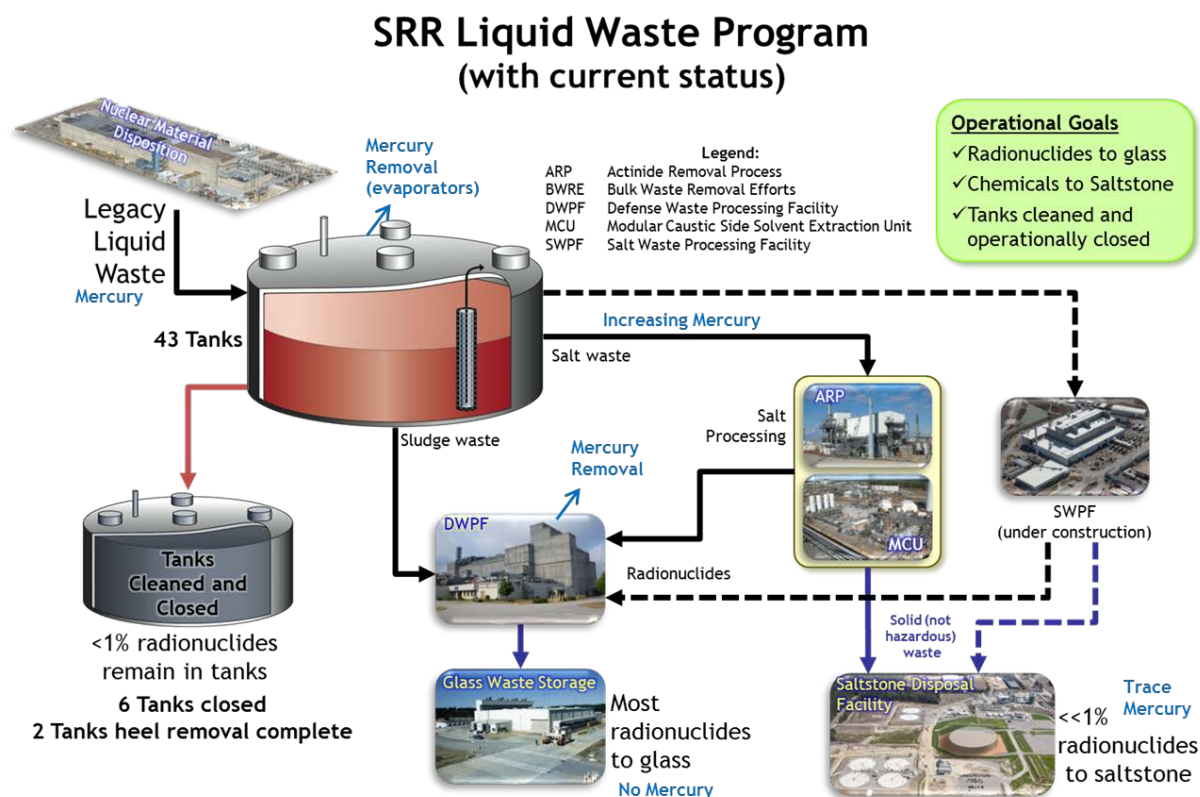 SRR Liquid Waste Program
(with current status)
Nuclear Material
Disposition
Mercury
Removal
(evaporators)
Legend:
ARP Actinide Removal Process
BWRE Bulk Waste Removal Efforts
DWPF Defense Waste Processing Facility
MCU Modular Caustic Side Solvent Extraction Unit
SWPF Salt Waste Processing Facility
Operational Goals
✓Radionuclides to glass
✓Chemicals to Saltstone
✓Tanks cleaned and
operationally closed
Legacy
Liquid
Waste
Mercury
43 Tanks
Increasing Mercury
Salt waste
Sludge waste
Mercury
Removal
Salt
Processing
ARP
MCU
SWPF
(under construction)
DWPF
Radionuclides
Tanks
Cleaned and
Closed
<1% radionuclides
remain in tanks
6 Tanks closed
2 Tanks heel removal complete
Solid (not
hazardous)
waste
Glass Waste Storage
Most
radionuclides
to glass
No Mercury
Saltstone Disposal
Facility
Trace
Mercury
<<1%
radionuclides
to saltstone